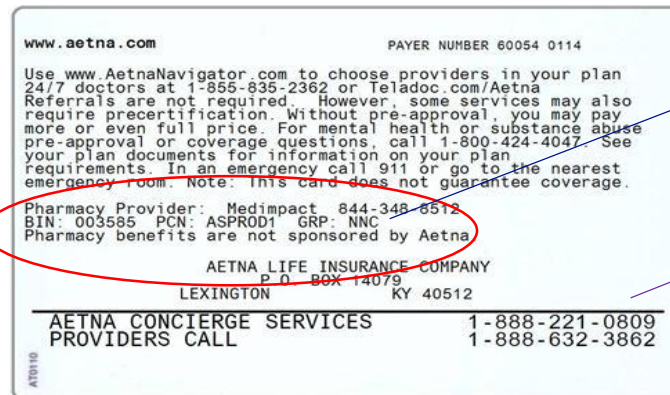 www.aetna.com PAYER NUMBER 60054 0114
Use www.AetnaNavigator.com to choose providers in your plan
24/7 doctors at 1-855-835-2362 or Teladoc.com/Aetna
Referrals are not required. However, some services may also
require precertification. Without pre-approval, you may pay
more or even full price. For mental health or substance abuse
pre-approval or coverage questions, call 1-800-424-4047. See
your plan documents for information on your plan
requirements. In an emergency call 911 or go to the nearest
emergency room. Note: This card does not guarantee coverage.
Pharmacy Provider: Medimpact 844-348-8512
BIN: 003585 PCN: ASPROD1 GRP: NNC
Pharmacy benefits are not sponsored by Aetna
AETNA LIFE INSURANCE COMPANY
P.O. BOX 14079
LEXINGTON KY 40512
AETNA CONCIERGE SERVICES 1-888-221-0809
PROVIDERS CALL 1-888-632-3862
AT0110